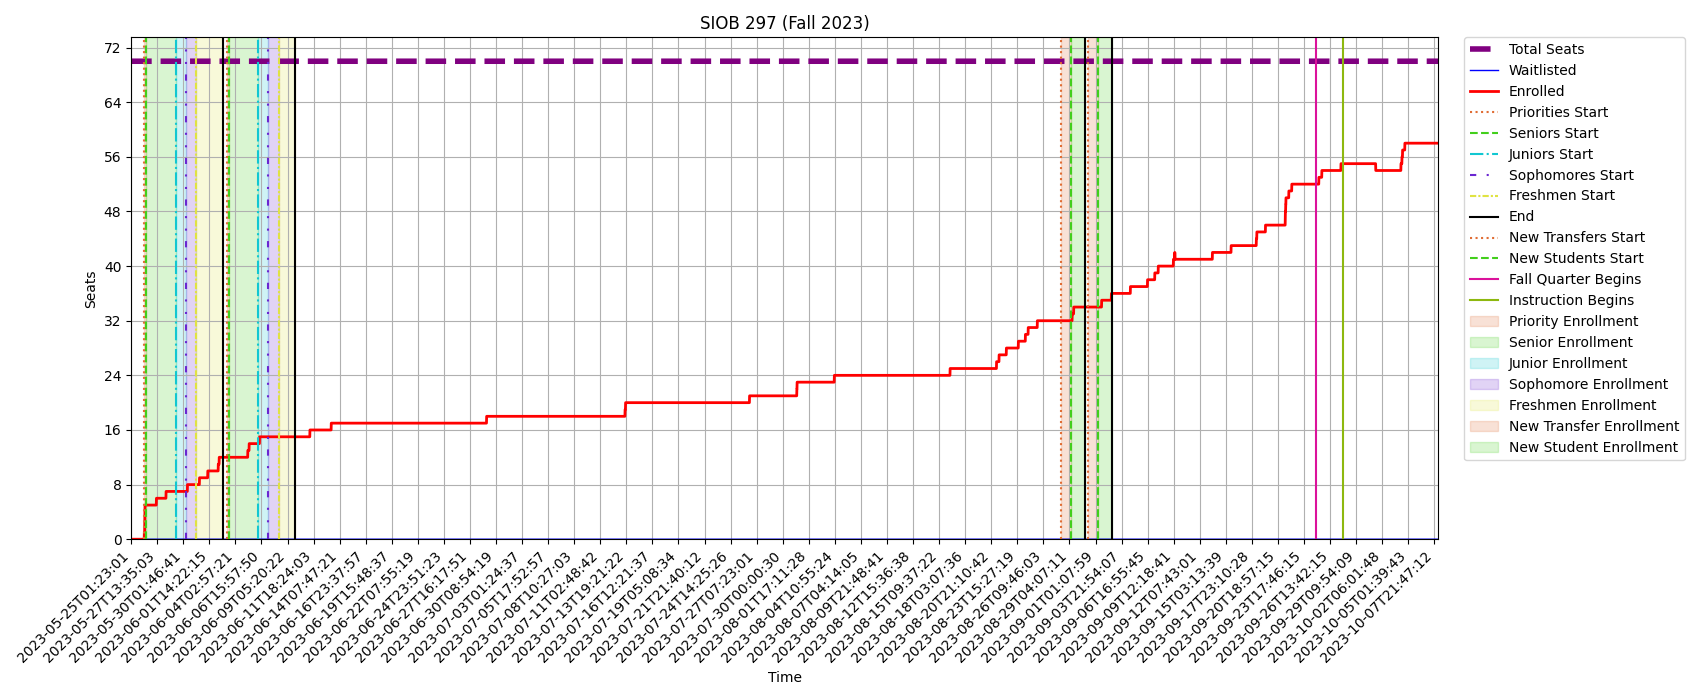 SIOB 297 (Fall 2023)
Seats
72
64
56
48
40
32
24
16
8
0
2023-05-25T01:23:01
2023-05-27T13:35:03
2023-05-30T01:46:41
2023-06-01T14:22:15
2023-06-04T02:57:21
2023-06-06T15:57:50
2023-06-09T05:20:22
2023-06-11T18:24:03
2023-06-14T07:47:21
2023-06-16T23:37:57
2023-06-19T15:48:37
2023-06-22T07:55:19
2023-06-24T23:51:23
2023-06-27T16:17:51
2023-06-30T08:54:19
2023-07-03T01:24:37
2023-07-05T17:52:57
2023-07-08T10:27:03
2023-07-11T02:48:42
2023-07-13T19:21:22
2023-07-16T12:21:37
2023-07-19T05:08:34
2023-07-21T21:40:12
2023-07-24T14:25:26
2023-07-27T07:23:01
2023-07-30T00:00:30
2023-08-01T17:11:28
2023-08-04T10:55:24
2023-08-07T04:14:05
2023-08-09T21:48:41
2023-08-12T15:36:38
2023-08-15T09:37:22
2023-08-18T03:07:36
2023-08-20T21:10:42
2023-08-23T15:27:19
2023-08-26T09:46:03
2023-08-29T04:07:11
2023-09-01T01:07:59
2023-09-03T21:54:07
2023-09-06T16:55:45
2023-09-09T12:18:41
2023-09-12T07:43:01
2023-09-15T03:13:39
2023-09-17T23:10:28
2023-09-20T18:57:15
2023-09-23T17:46:15
2023-09-26T13:42:15
2023-09-29T09:54:09
2023-10-02T06:01:48
2023-10-05T01:39:43
2023-10-07T21:47:12
Time
Total Seats
Waitlisted
Enrolled
Priorities Start
Seniors Start
Juniors Start
Sophomores Start
Freshmen Start
End
New Transfers Start
New Students Start
Fall Quarter Begins
Instruction Begins
Priority Enrollment
Senior Enrollment
Junior Enrollment
Sophomore Enrollment
Freshmen Enrollment
New Transfer Enrollment
New Student Enrollment